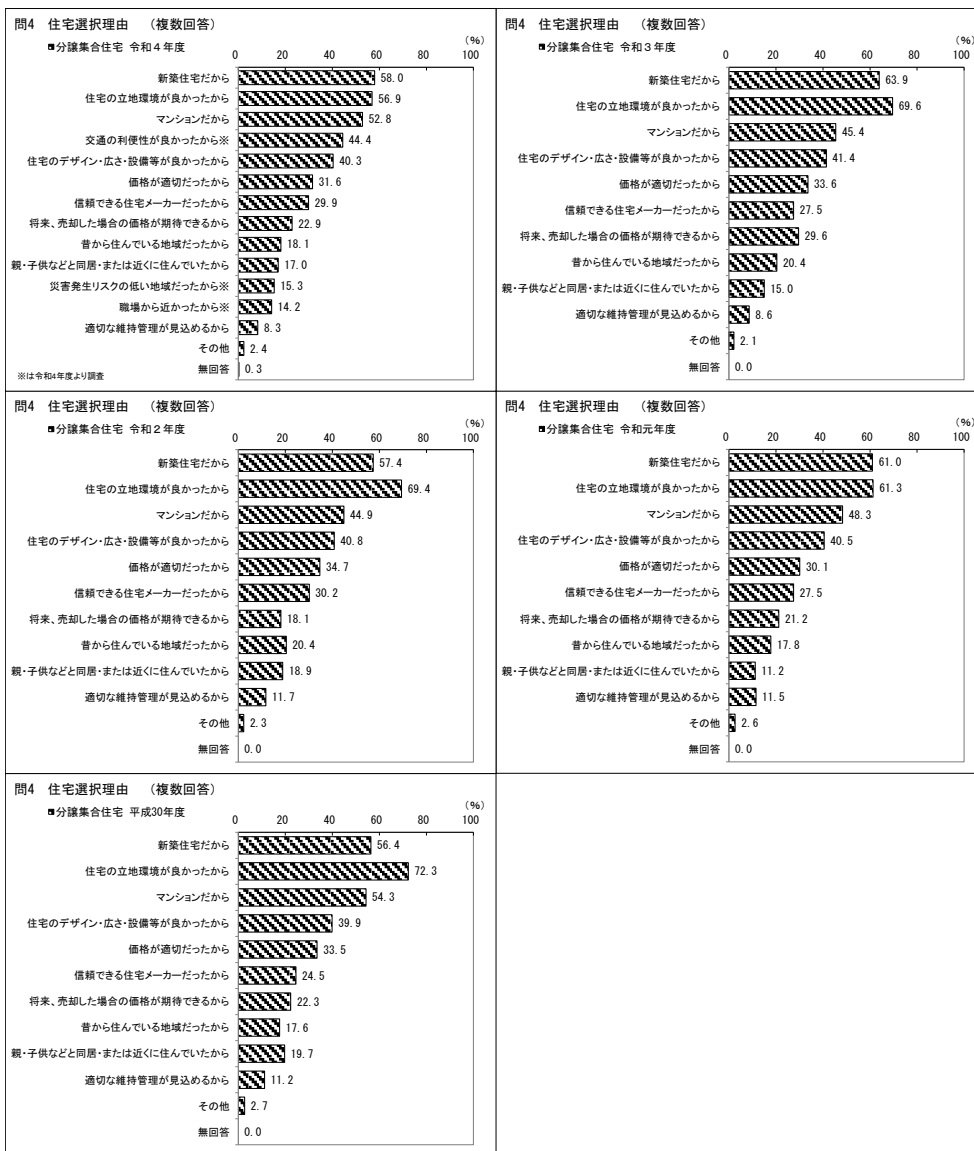 問4 住宅選択理由 (複数回答)
(%)
■分譲集合住宅 令和4年度
0 20 40 60 80 100
新築住宅だから 58.0
住宅の立地環境が良かったから 56.9
マンションだから 52.8
交通の利便性が良かったから※ 44.4
住宅のデザイン・広さ・設備等が良かったから 40.3
価格が適切だったから 31.6
信頼できる住宅メーカーだったから 29.9
将来、売却した場合の価格が期待できるから 22.9
昔から住んでいる地域だったから 18.1
親・子供などと同居・または近くに住んでいたから 17.0
災害発生リスクの低い地域だったから※ 15.3
職場から近かったから※ 14.2
適切な維持管理が見込めるから 8.3
その他 2.4
無回答 0.3
※は令和4年度より調査
問4 住宅選択理由 (複数回答)
(%)
■分譲集合住宅 令和3年度
0 20 40 60 80 100
新築住宅だから 63.9
住宅の立地環境が良かったから 69.6
マンションだから 45.4
住宅のデザイン・広さ・設備等が良かったから 41.4
価格が適切だったから 33.6
信頼できる住宅メーカーだったから 27.5
将来、売却した場合の価格が期待できるから 29.6
昔から住んでいる地域だったから 20.4
親・子供などと同居・または近くに住んでいたから 15.0
適切な維持管理が見込めるから 8.6
その他 2.1
無回答 0.0
問4 住宅選択理由 (複数回答)
(%)
■分譲集合住宅 令和2年度
0 20 40 60 80 100
新築住宅だから 57.4
住宅の立地環境が良かったから 69.4
マンションだから 44.9
住宅のデザイン・広さ・設備等が良かったから 40.8
価格が適切だったから 34.7
信頼できる住宅メーカーだったから 30.2
将来、売却した場合の価格が期待できるから 18.1
昔から住んでいる地域だったから 20.4
親・子供などと同居・または近くに住んでいたから 18.9
適切な維持管理が見込めるから 11.7
その他 2.3
無回答 0.0
問4 住宅選択理由 (複数回答)
(%)
■分譲集合住宅 令和元年度
0 20 40 60 80 100
新築住宅だから 61.0
住宅の立地環境が良かったから 61.3
マンションだから 48.3
住宅のデザイン・広さ・設備等が良かったから 40.5
価格が適切だったから 30.1
信頼できる住宅メーカーだったから 27.5
将来、売却した場合の価格が期待できるから 21.2
昔から住んでいる地域だったから 17.8
親・子供などと同居・または近くに住んでいたから 11.2
適切な維持管理が見込めるから 11.5
その他 2.6
無回答 0.0
問4 住宅選択理由 (複数回答)
(%)
■分譲集合住宅 平成30年度
0 20 40 60 80 100
新築住宅だから 56.4
住宅の立地環境が良かったから 72.3
マンションだから 54.3
住宅のデザイン・広さ・設備等が良かったから 39.9
価格が適切だったから 33.5
信頼できる住宅メーカーだったから 24.5
将来、売却した場合の価格が期待できるから 22.3
昔から住んでいる地域だったから 17.6
親・子供などと同居・または近くに住んでいたから 19.7
適切な維持管理が見込めるから 11.2
その他 2.7
無回答 0.0